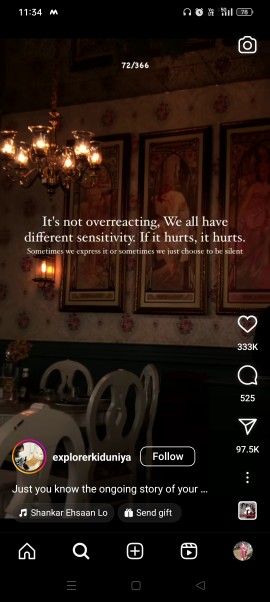 11:34
78
72/366
It's not overreacting, We all have
different sensitivity. If it hurts, it hurts.
Sometimes we express it or sometimes we just choose to be silent
333K
525
97.5K
explorerkiduniya
Follow
Just you know the ongoing story of your ...
Shankar Ehsaan Lo
Send gift